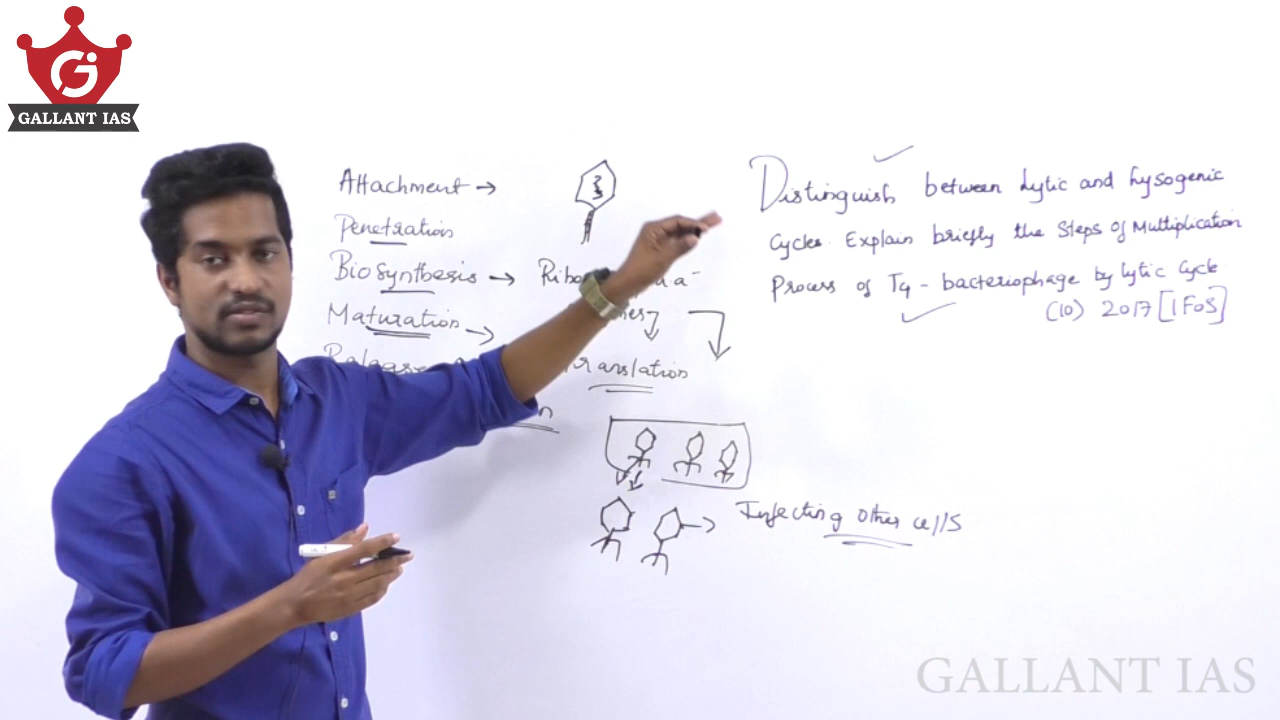 GALLANT IAS
Attachment →
Penetration
Biosynthesis →
Maturation →
Translation
Infecting other cells
Distinguish between Lytic and Lysogenic
Cycles. Explain briefly the Steps of Multiplication
Process of T4 - bacteriophage by lytic Cycle
(10) 2017 [IFoS]
GALLANT IAS